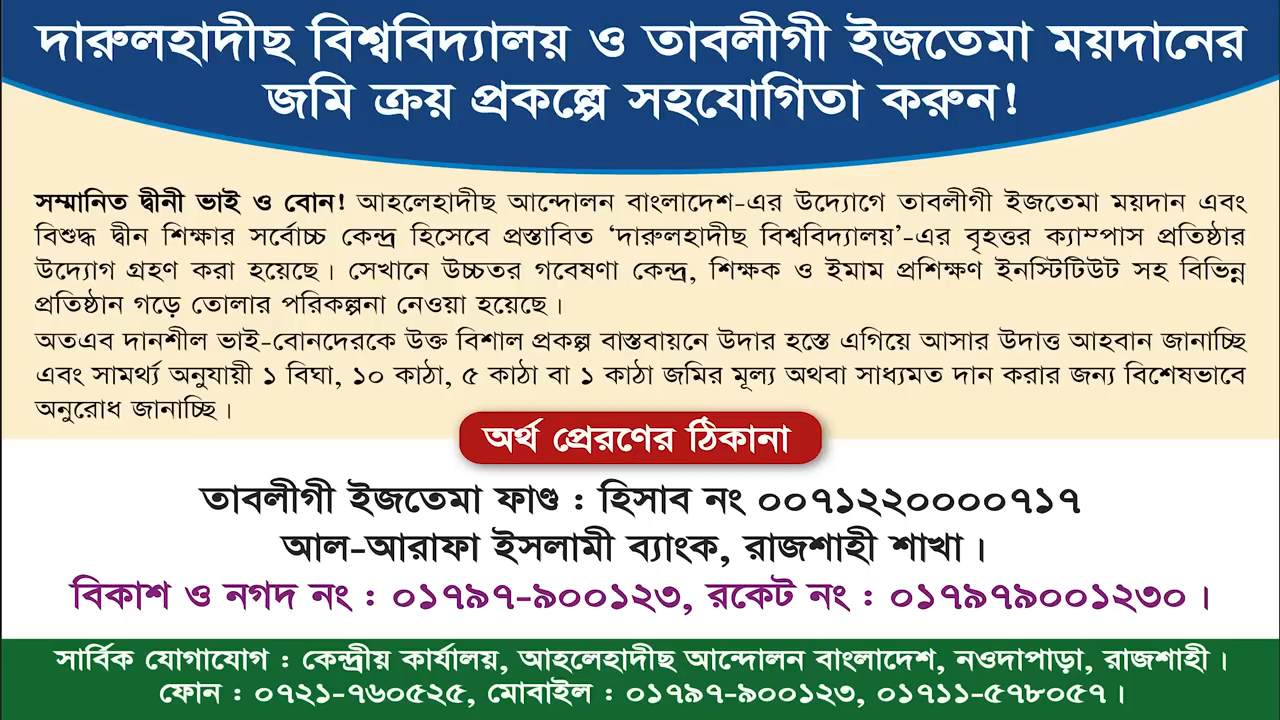 দারুলহাদীছ বিশ্ববিদ্যালয় ও তাবলীগী ইজতেমা ময়দানের
জমি ক্রয় প্রকল্পে সহযোগিতা করুন!
সম্মানিত দ্বীনী ভাই ও বোন! আহলেহাদীছ আন্দোলন বাংলাদেশ-এর উদ্যোগে তাবলীগী ইজতেমা ময়দান এবং
বিশুদ্ধ দ্বীন শিক্ষার সর্বোচ্চ কেন্দ্র হিসেবে প্রস্তাবিত ‘দারুলহাদীছ বিশ্ববিদ্যালয়’-এর বৃহত্তর ক্যাম্পাস প্রতিষ্ঠার
উদ্যোগ গ্রহণ করা হয়েছে। সেখানে উচ্চতর গবেষণা কেন্দ্র, শিক্ষক ও ইমাম প্রশিক্ষণ ইনস্টিটিউট সহ বিভিন্ন
প্রতিষ্ঠান গড়ে তোলার পরিকল্পনা নেওয়া হয়েছে।
অতএব দানশীল ভাই-বোনদেরকে উক্ত বিশাল প্রকল্প বাস্তবায়নে উদার হস্তে এগিয়ে আসার উদাত্ত আহবান জানাচ্ছি
এবং সামর্থ্য অনুযায়ী ১ বিঘা, ১০ কাঠা, ৫ কাঠা বা ১ কাঠা জমির মূল্য অথবা সাধ্যমত দান করার জন্য বিশেষভাবে
অনুরোধ জানাচ্ছি।
অর্থ প্রেরণের ঠিকানা
তাবলীগী ইজতেমা ফাণ্ড : হিসাব নং ০০৭১২২০০০০৭১৭
আল-আরাফা ইসলামী ব্যাংক, রাজশাহী শাখা।
বিকাশ ও নগদ নং : ০১৭৯৭-৯০০১২৩, রকেট নং : ০১৭৯৭৯০০১২৩০।
সার্বিক যোগাযোগ : কেন্দ্রীয় কার্যালয়, আহলেহাদীছ আন্দোলন বাংলাদেশ, নওদাপাড়া, রাজশাহী।
ফোন : ০৭২১-৭৬০৫২৫, মোবাইল : ০১৭৯৭-৯০০১২৩, ০১৭১১-৫৭৮০৫৭।